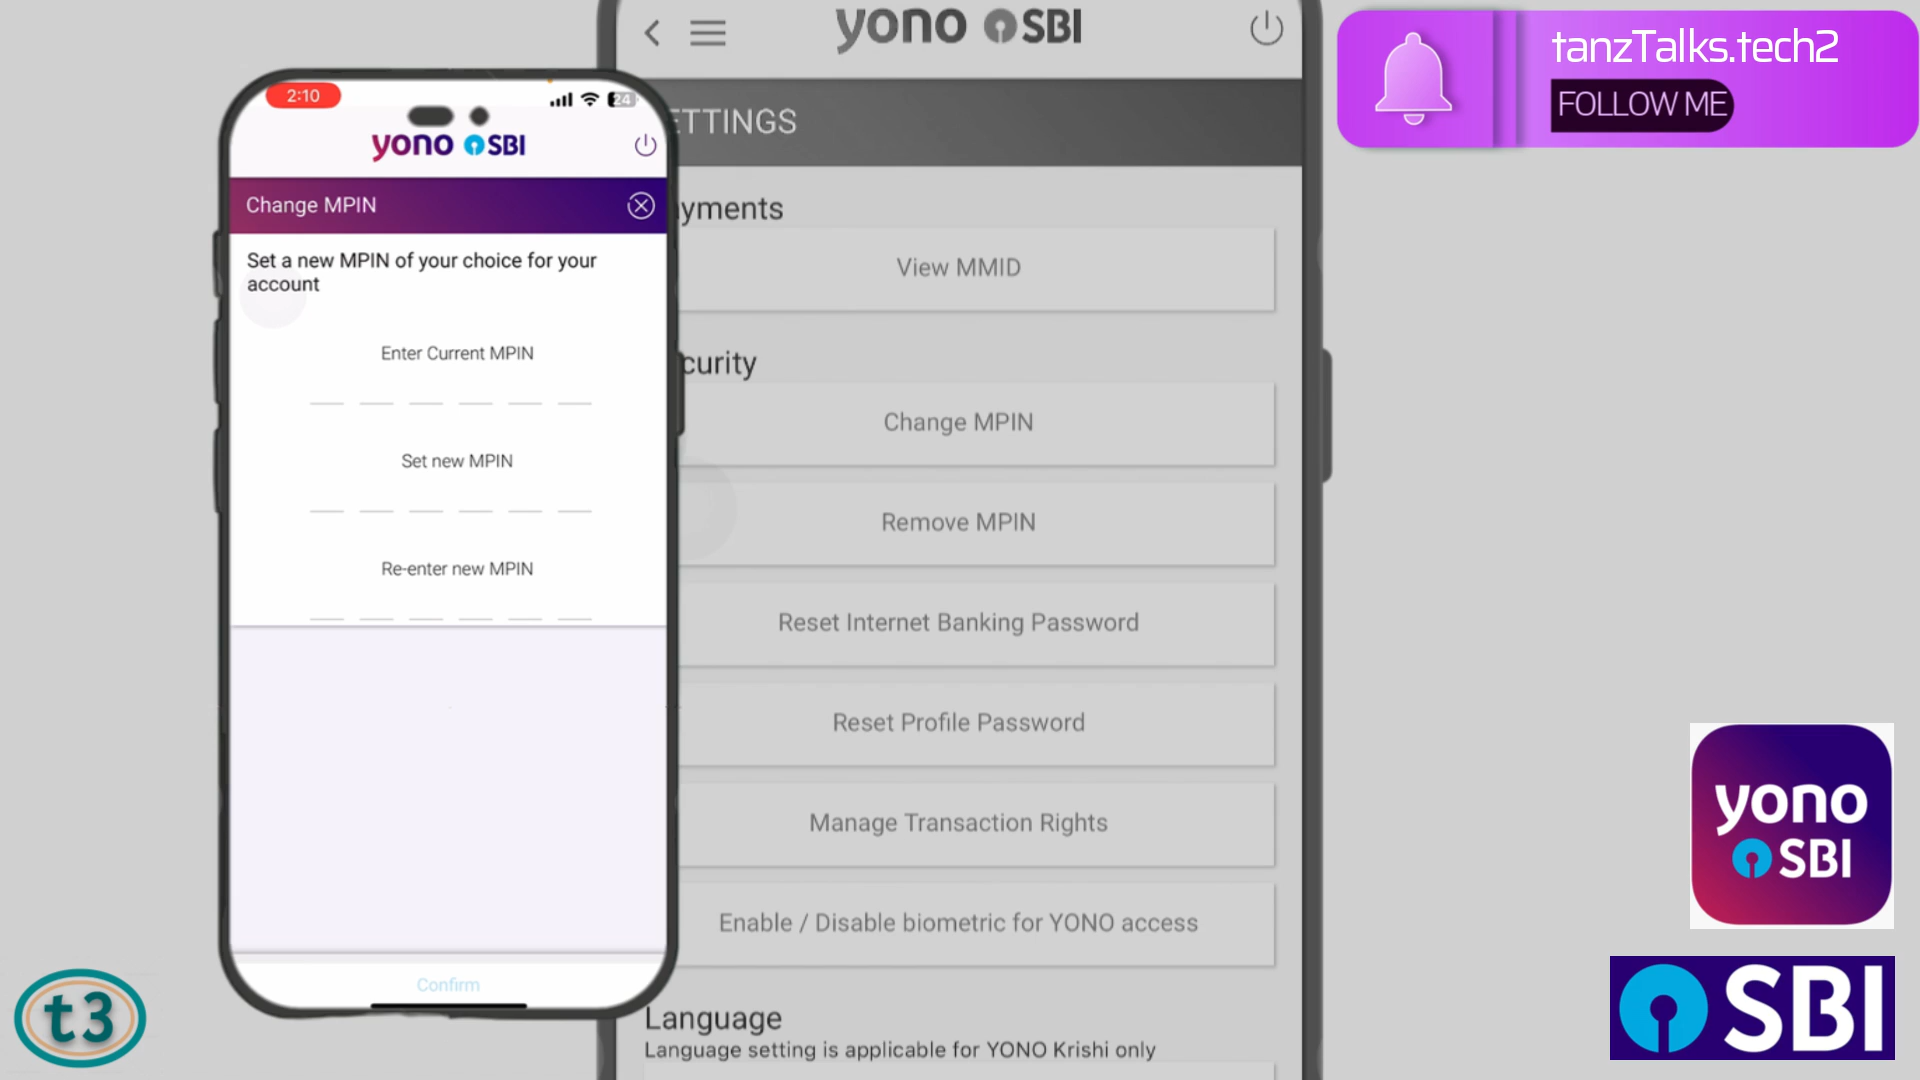 2:10
24
yono SBI
Change MPIN
Set a new MPIN of your choice for your
account
Enter Current MPIN
Set new MPIN
Re-enter new MPIN
Confirm
yono SBI
ETTINGS
yments
View MMID
curity
Change MPIN
Remove MPIN
Reset Internet Banking Password
Reset Profile Password
Manage Transaction Rights
Enable / Disable biometric for YONO access
Language
Language setting is applicable for YONO Krishi only
tanzTalks.tech2
FOLLOW ME
yono
SBI
SBI
t3